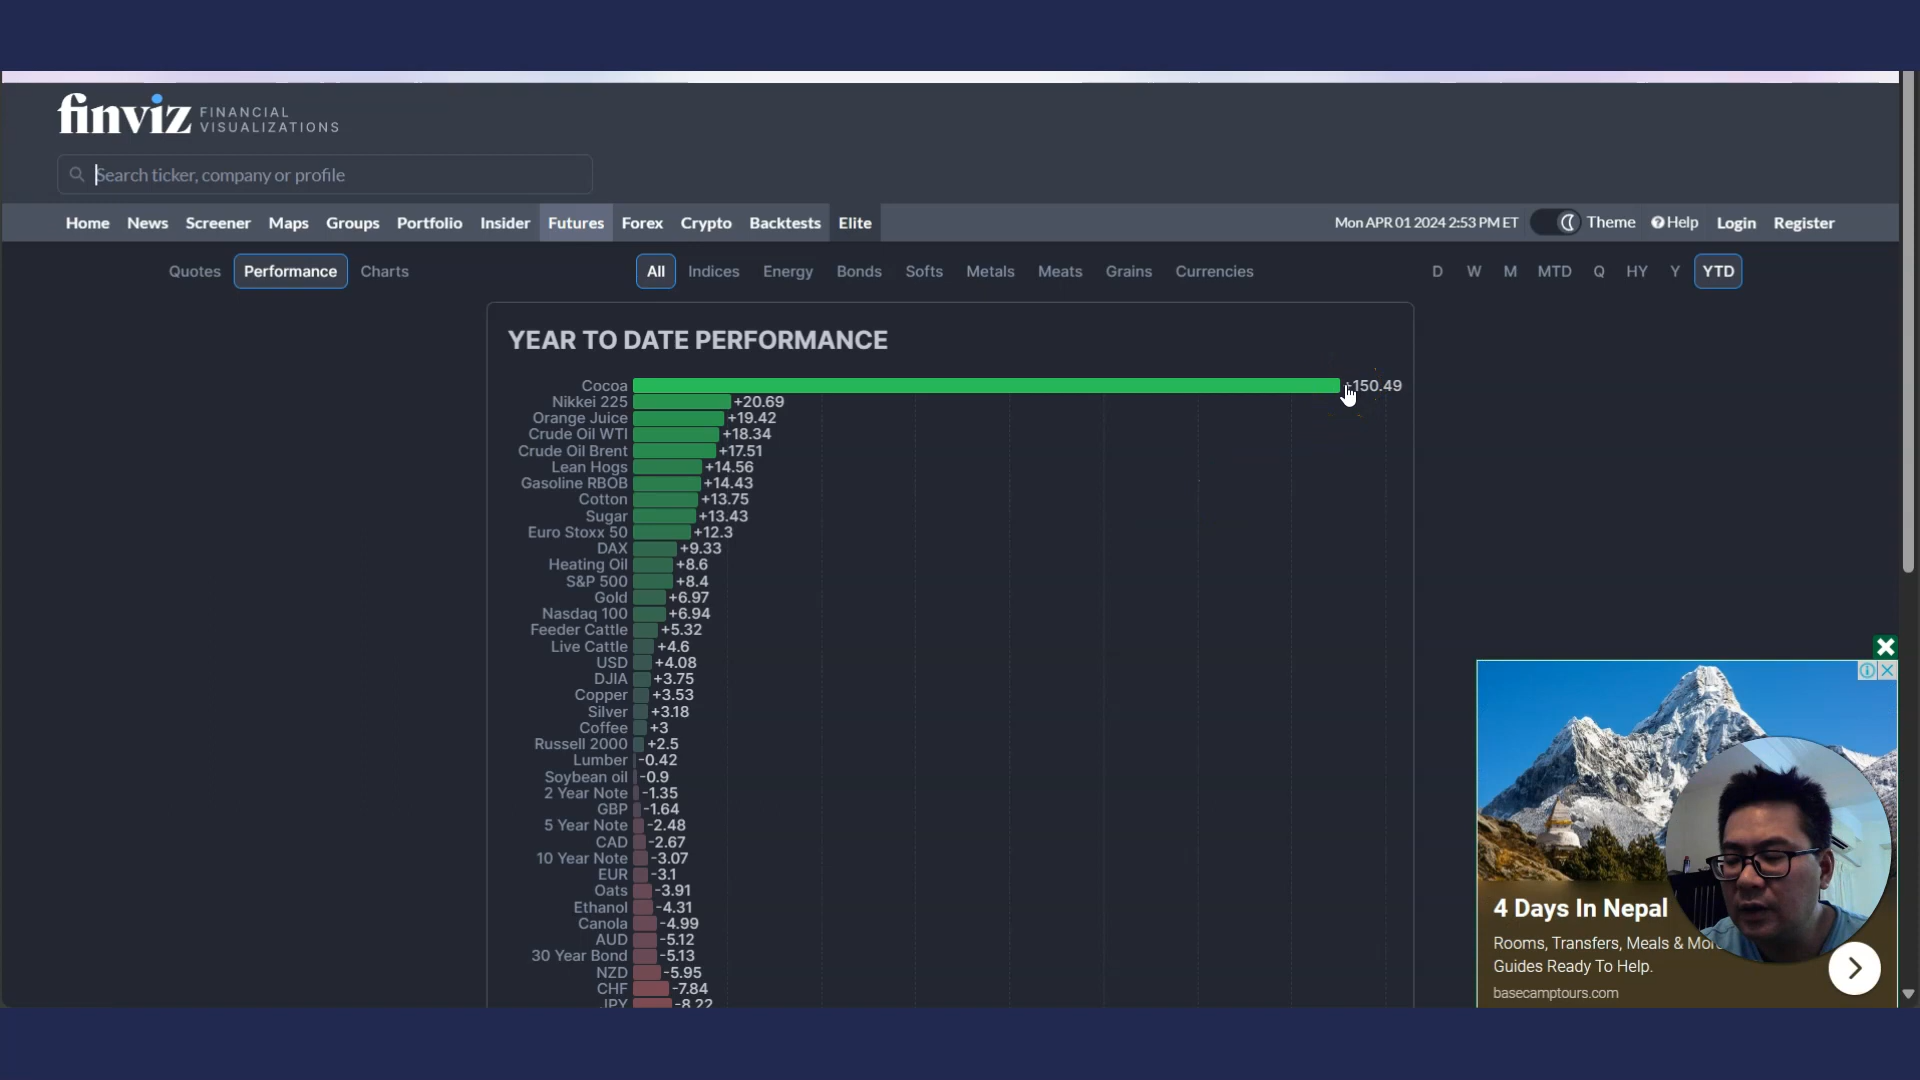 finviz FINANCIAL VISUALIZATIONS
Search ticker, company or profile
Home News Screener Maps Groups Portfolio Insider Futures Forex Crypto Backtests Elite Mon APR 01 2024 2:53 PM ET Theme Help Login Register
Quotes Performance Charts All Indices Energy Bonds Softs Metals Meats Grains Currencies D W M MTD Q HY Y YTD
YEAR TO DATE PERFORMANCE
Cocoa +150.49
Nikkei 225 +20.69
Orange Juice +19.42
Crude Oil WTI +18.34
Crude Oil Brent +17.51
Lean Hogs +14.56
Gasoline RBOB +14.43
Cotton +13.75
Sugar +13.43
Euro Stoxx 50 +12.3
DAX +9.33
Heating Oil +8.6
S&P 500 +8.4
Gold +6.97
Nasdaq 100 +6.94
Feeder Cattle +5.32
Live Cattle +4.6
USD +4.08
DJIA +3.75
Copper +3.53
Silver +3.18
Coffee +3
Russell 2000 +2.5
Lumber -0.42
Soybean oil -0.9
2 Year Note -1.35
GBP -1.64
5 Year Note -2.48
CAD -2.67
10 Year Note -3.07
EUR -3.1
Oats -3.91
Ethanol -4.31
Canola -4.99
AUD -5.12
30 Year Bond -5.13
NZD -5.95
CHF -7.84
JPY -8.22
4 Days In Nepal
Rooms, Transfers, Meals &
Guides Ready To Help.
basecamptours.com